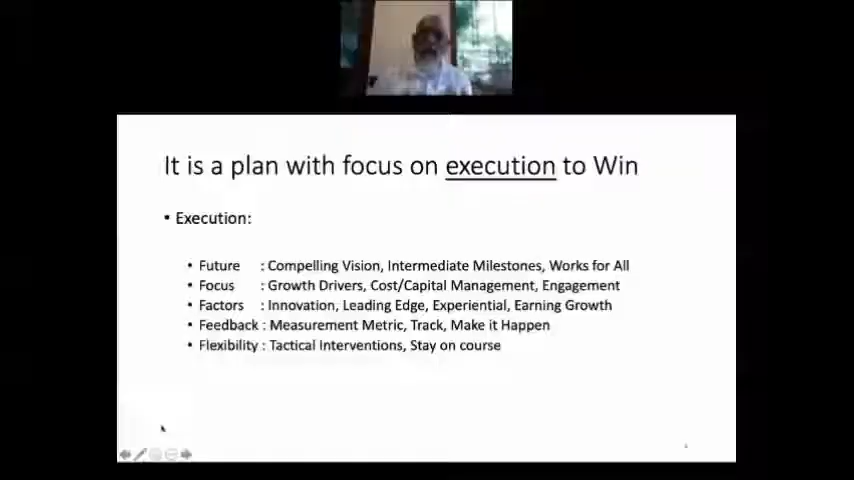 It is a plan with focus on execution to Win
• Execution:
• Future : Compelling Vision, Intermediate Milestones, Works for All
• Focus : Growth Drivers, Cost/Capital Management, Engagement
• Factors : Innovation, Leading Edge, Experiential, Earning Growth
• Feedback : Measurement Metric, Track, Make it Happen
• Flexibility : Tactical Interventions, Stay on course